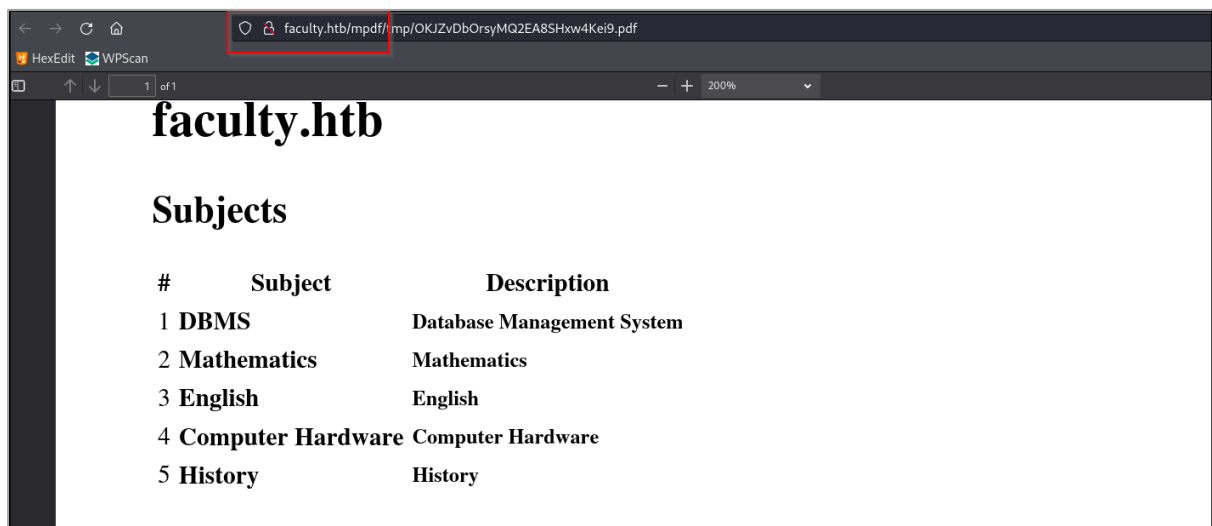 faculty.htb/mpdf/tmp/OKJZvDbOrsyMQ2EA8SHxw4Kei9.pdf
HexEdit WPScan
1 of 1 200%
faculty.htb
Subjects
# Subject Description
1 DBMS Database Management System
2 Mathematics Mathematics
3 English English
4 Computer Hardware Computer Hardware
5 History History